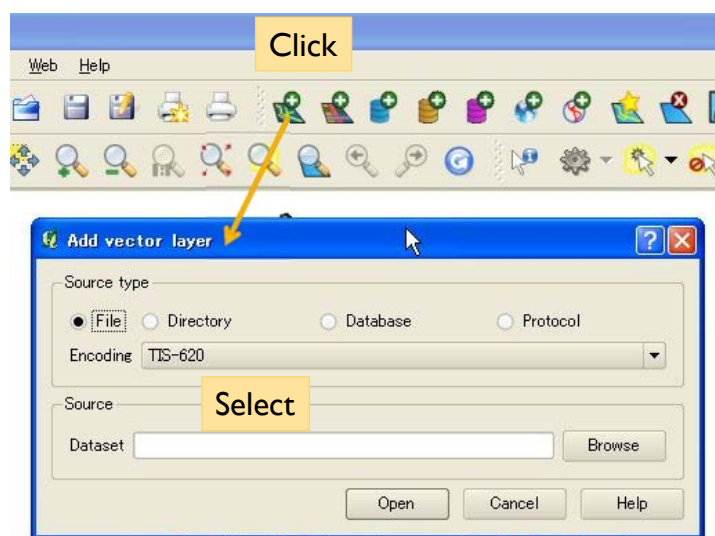 Click
Web Help
Add vector layer
Source type
File Directory Database Protocol
Encoding TIS-620
Select
Source
Dataset Browse
Open Cancel Help